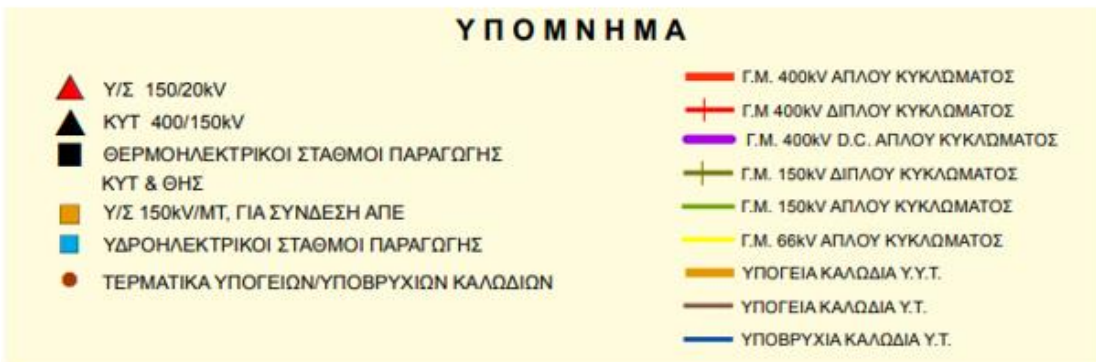 ΥΠΟΜΝΗΜΑ
Υ/Σ 150/20kV
ΚΥΤ 400/150kV
ΘΕΡΜΟΗΛΕΚΤΡΙΚΟΙ ΣΤΑΘΜΟΙ ΠΑΡΑΓΩΓΗΣ
ΚΥΤ & ΘΗΣ
Υ/Σ 150kV/ΜΤ, ΓΙΑ ΣΥΝΔΕΣΗ ΑΠΕ
ΥΔΡΟΗΛΕΚΤΡΙΚΟΙ ΣΤΑΘΜΟΙ ΠΑΡΑΓΩΓΗΣ
ΤΕΡΜΑΤΙΚΑ ΥΠΟΓΕΙΩΝ/ΥΠΟΒΡΥΧΙΩΝ ΚΑΛΩΔΙΩΝ
Γ.Μ. 400kV ΑΠΛΟΥ ΚΥΚΛΏΜΑΤΟΣ
Γ.Μ 400kV ΔΙΠΛΟΥ ΚΥΚΛΩΜΑΤΟΣ
Γ.Μ. 400kV D.C. ΑΠΛΟΥ ΚΥΚΛΏΜΑΤΟΣ
Γ.Μ. 150kV ΔΙΠΛΟΥ ΚΥΚΛΩΜΑΤΟΣ
Γ.Μ. 150kV ΑΠΛΟΥ ΚΥΚΛΩΜΑΤΟΣ
Γ.Μ. 66kV ΑΠΛΟΥ ΚΥΚΛΩΜΑΤΟΣ
ΥΠΟΓΕΙΑ ΚΑΛΩΔΙΑ Υ.Υ.Τ.
ΥΠΟΓΕΙΑ ΚΑΛΩΔΙΑ Υ.Τ.
ΥΠΟΒΡΥΧΙΑ ΚΑΛΩΔΙΑ Υ.Τ.